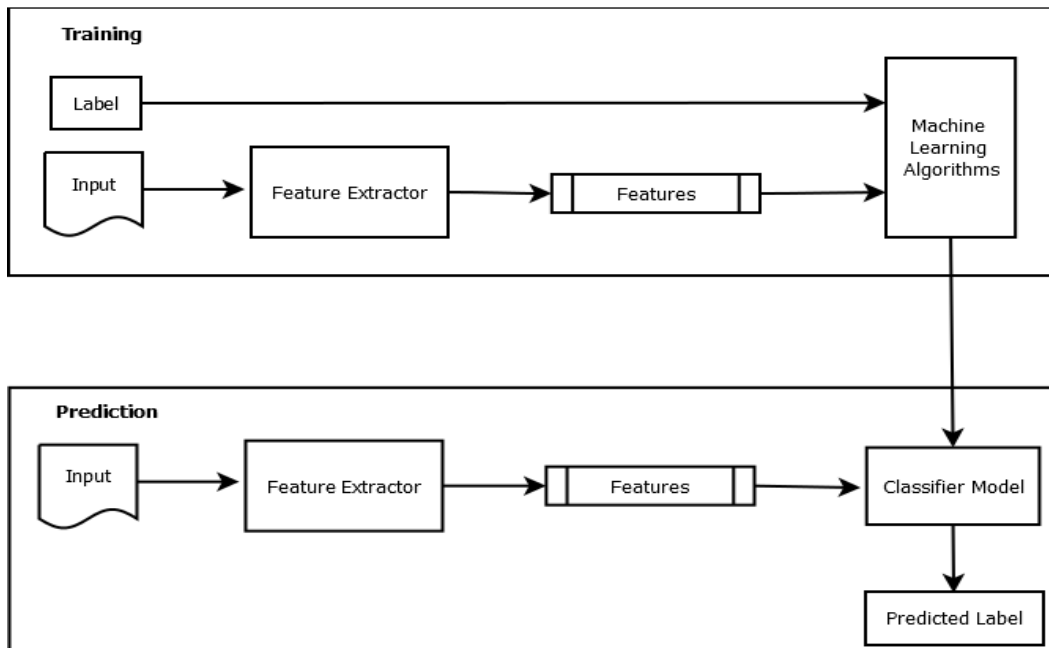 Training
Label
Machine
Learning
Algorithms
Input
Feature Extractor
Features
Prediction
Input
Feature Extractor
Features
Classifier Model
Predicted Label